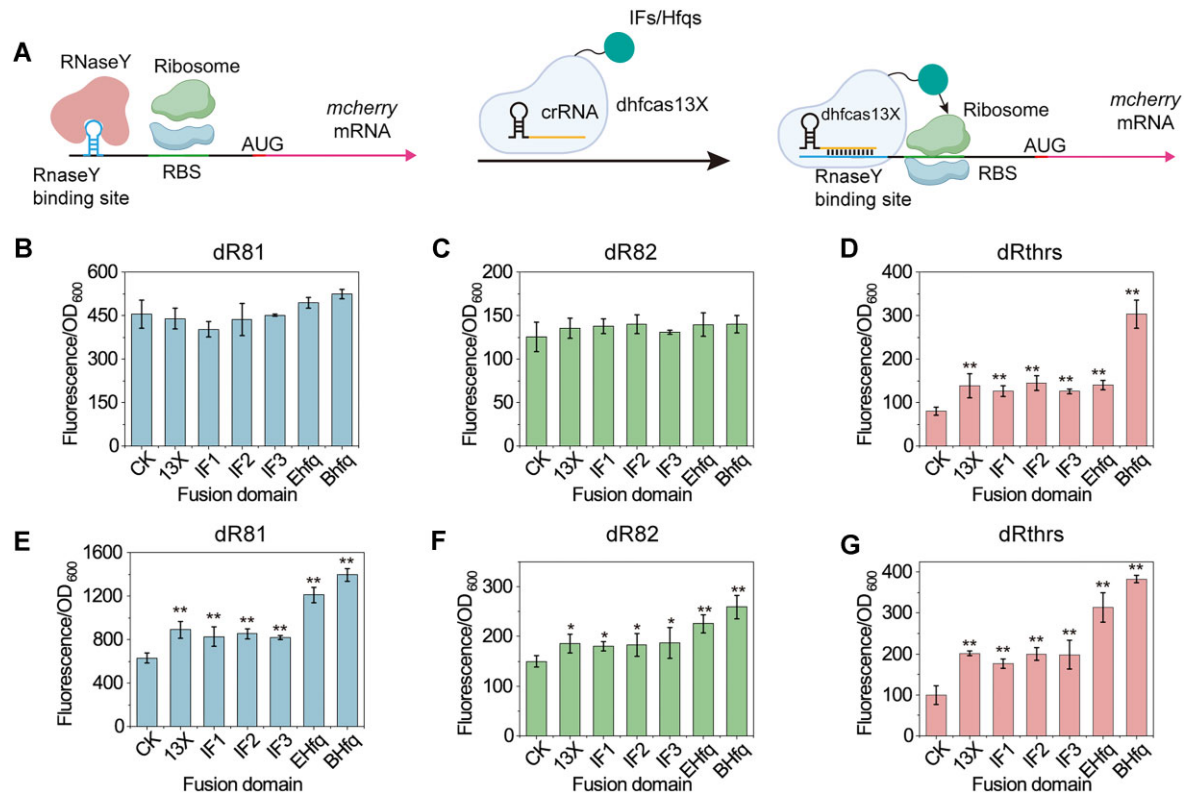 A
RNaseY
Ribosome
mcherry
mRNA
AUG
RnaseY
binding site
RBS
IFs/Hfqs
crRNA
dhfcas13X
dhfcas13X
Ribosome
mcherry
mRNA
AUG
RnaseY
binding site
RBS
B
dR81
Fluorescence/OD600
600
450
300
150
0
CK 13X IF1 IF2 IF3 Ehfq Bhfq
Fusion domain
C
dR82
Fluorescence/OD600
200
150
100
50
0
CK 13X IF1 IF2 IF3 Ehfq Bhfq
Fusion domain
D
dRthrs
Fluorescence/OD600
400
300
200
100
0
** ** ** ** ** **
CK 13X IF1 IF2 IF3 Ehfq Bhfq
Fusion domain
E
dR81
Fluorescence/OD600
1600
1200
800
400
0
** ** ** ** ** **
CK 13X IF1 IF2 IF3 EHfq BHfq
Fusion domain
F
dR82
Fluorescence/OD600
300
200
100
0
* * * * ** **
CK 13X IF1 IF2 IF3 EHfq BHfq
Fusion domain
G
dRthrs
Fluorescence/OD600
400
300
200
100
0
** ** ** ** ** **
CK 13X IF1 IF2 IF3 EHfq BHfq
Fusion domain